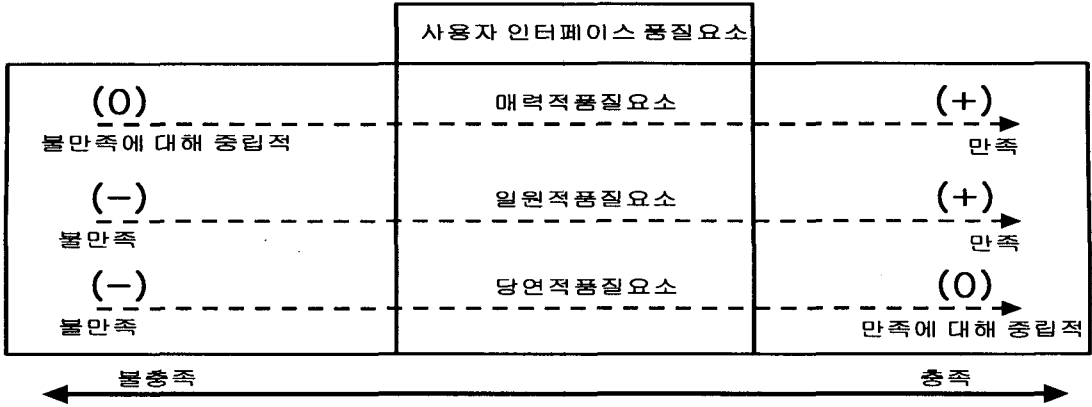 사용자 인터페이스 품질요소
(0) 매력적품질요소 (+)
불만족에 대해 중립적 만족
(−) 일원적품질요소 (+)
불만족 만족
(−) 당연적품질요소 (0)
불만족 만족에 대해 중립적
불충족 충족